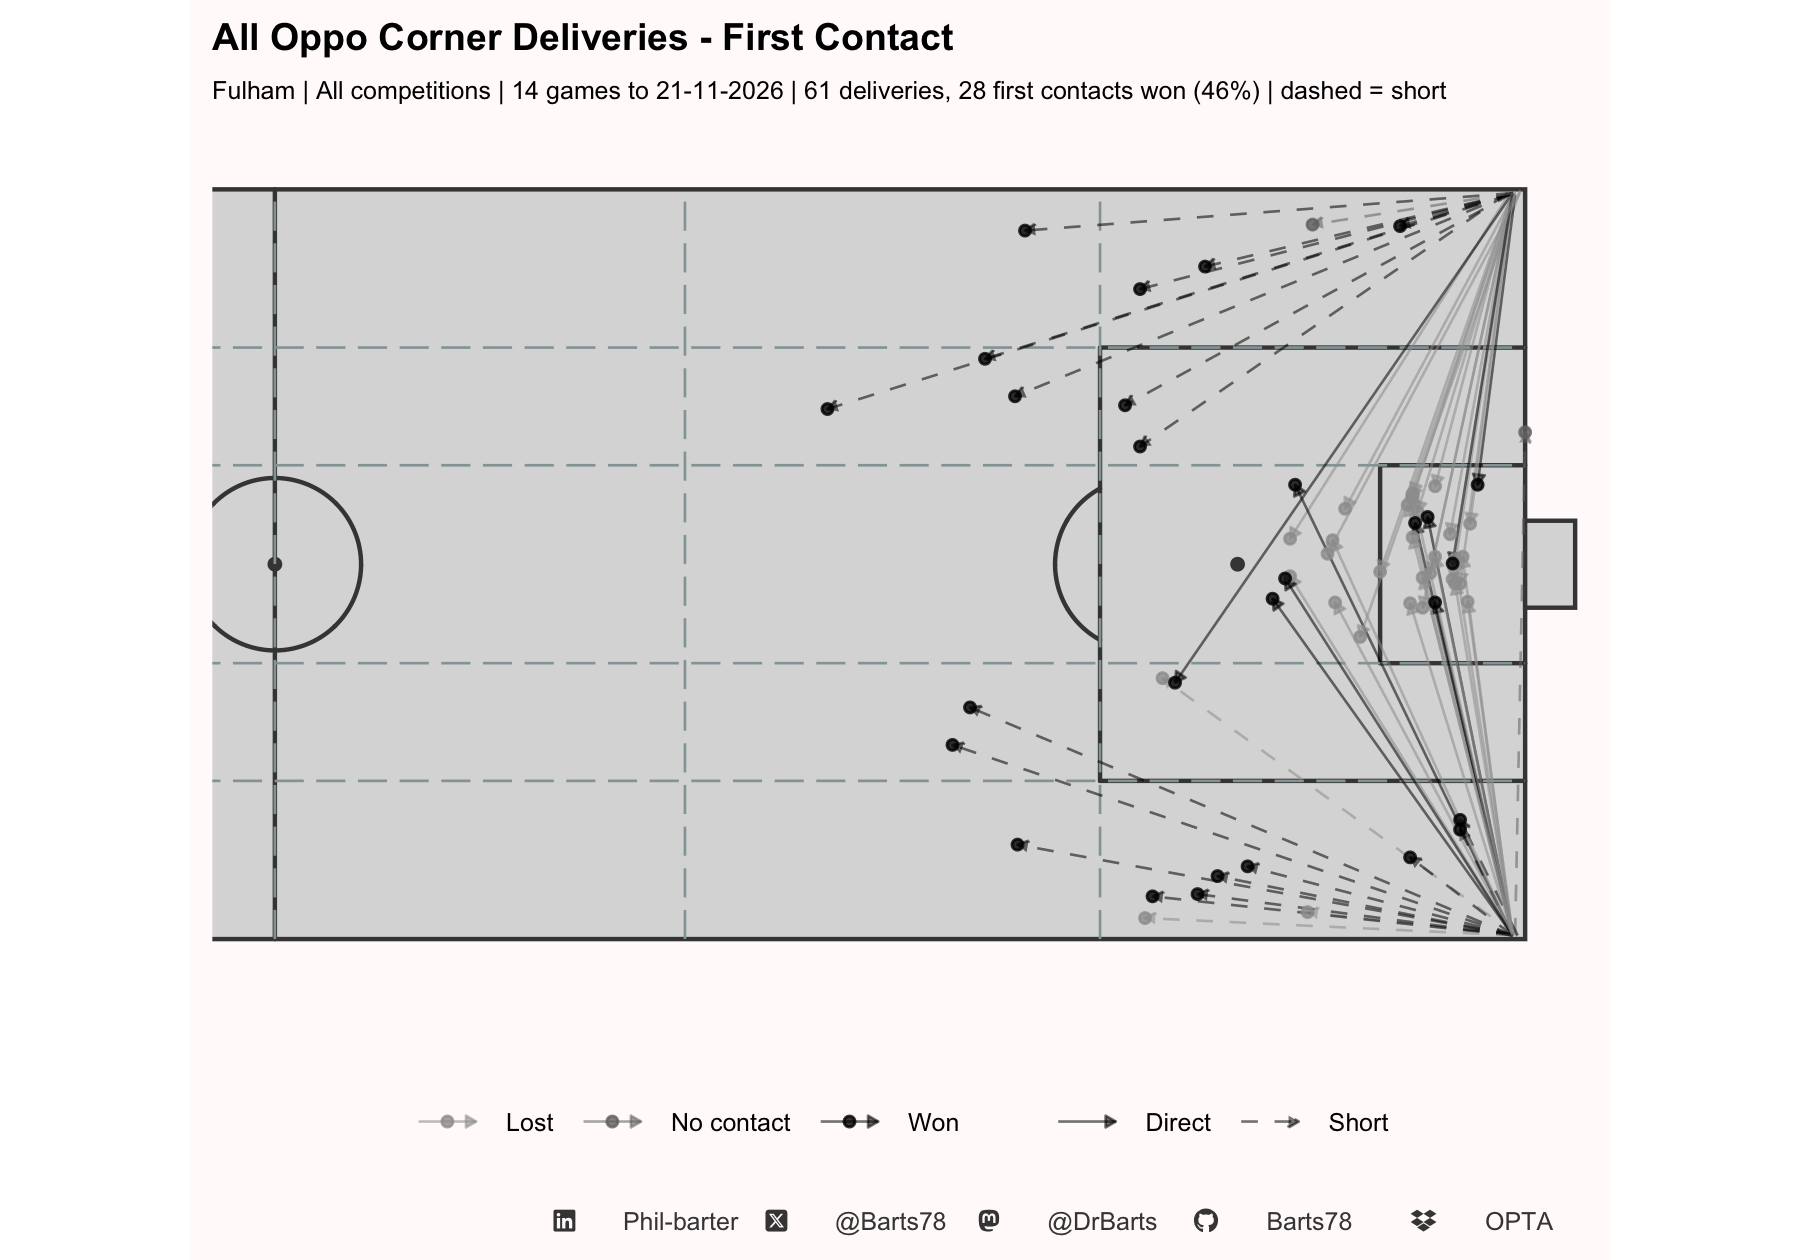 All Oppo Corner Deliveries - First Contact
Fulham | All competitions | 14 games to 21-11-2026 | 61 deliveries, 28 first contacts won (46%) | dashed = short
Lost No contact Won Direct Short
Phil-barter @Barts78 @DrBarts Barts78 OPTA